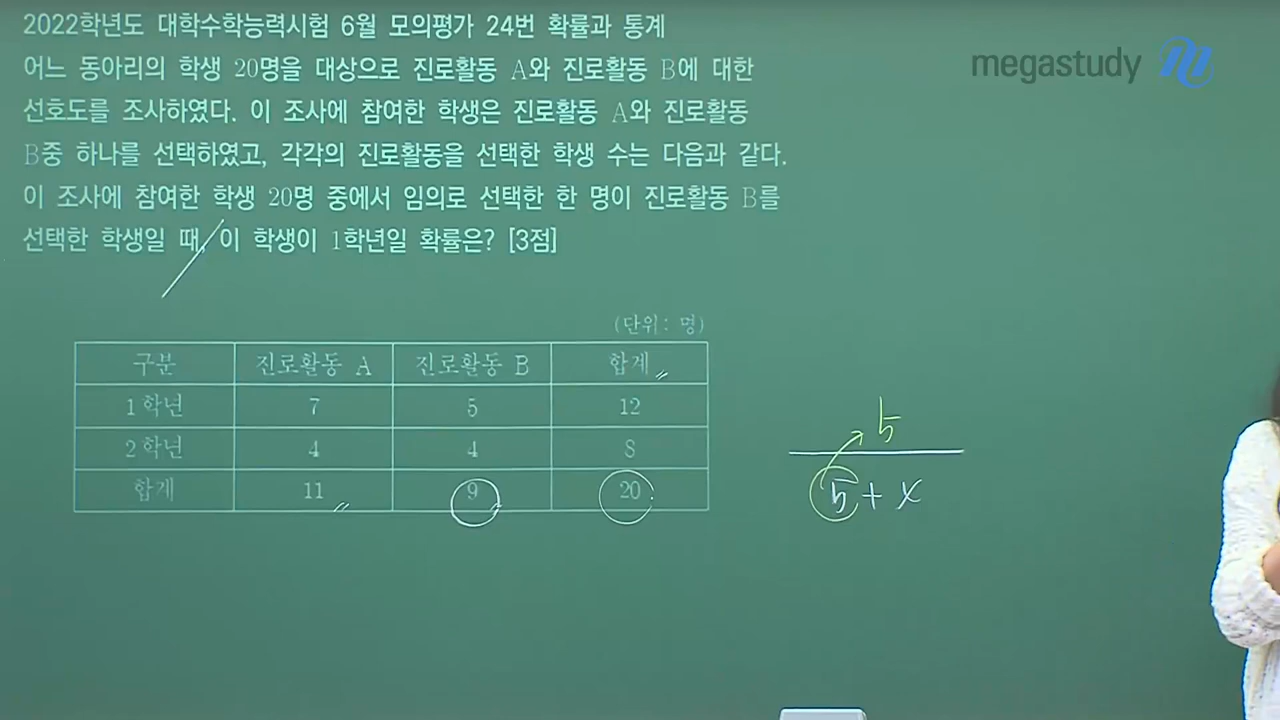 2022학년도 대학수학능력시험 6월 모의평가 24번 확률과 통계
어느 동아리의 학생 20명을 대상으로 진로활동 A와 진로활동 B에 대한
선호도를 조사하였다. 이 조사에 참여한 학생은 진로활동 A와 진로활동
B중 하나를 선택하였고, 각각의 진로활동을 선택한 학생 수는 다음과 같다.
이 조사에 참여한 학생 20명 중에서 임의로 선택한 한 명이 진로활동 B를
선택한 학생일 때, 이 학생이 1학년일 확률은? [3점]
megastudy
(단위: 명)
구분 진로활동 A 진로활동 B 합계
1학년 7 5 12
2학년 4 4 8
합계 11 9 20
5
5 + x